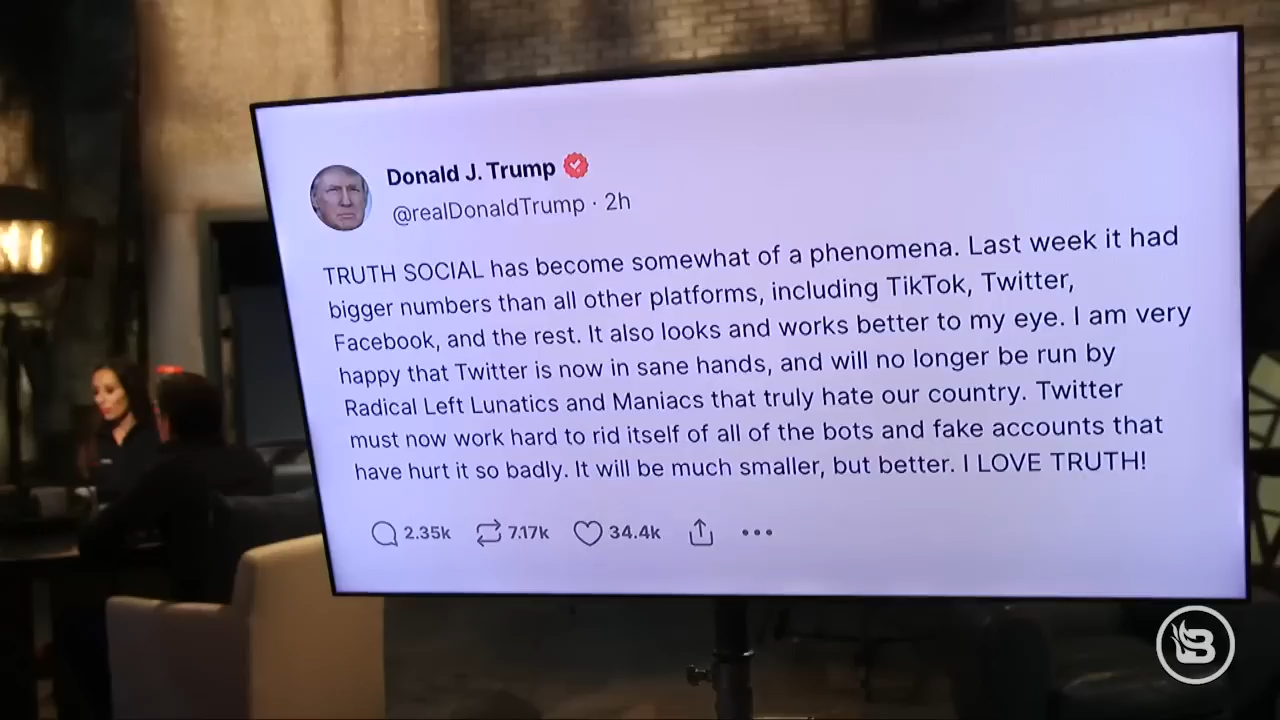 Donald J. Trump
@realDonaldTrump · 2h
TRUTH SOCIAL has become somewhat of a phenomena. Last week it had
bigger numbers than all other platforms, including TikTok, Twitter,
Facebook, and the rest. It also looks and works better to my eye. I am very
happy that Twitter is now in sane hands, and will no longer be run by
Radical Left Lunatics and Maniacs that truly hate our country. Twitter
must now work hard to rid itself of all of the bots and fake accounts that
have hurt it so badly. It will be much smaller, but better. I LOVE TRUTH!
2.35k 7.17k 34.4k
B